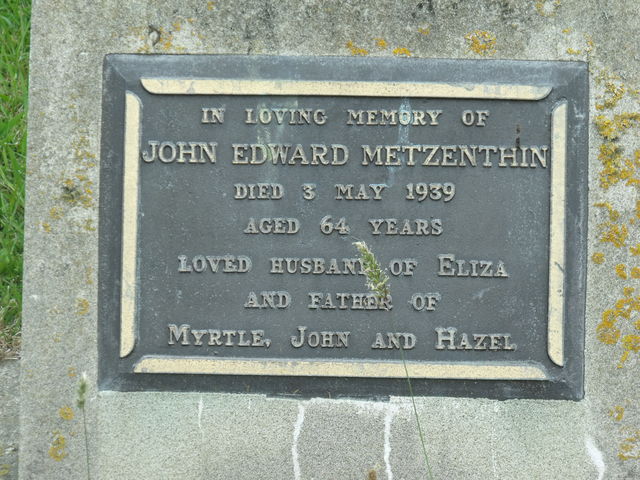 IN LOVING MEMORY OF
JOHN EDWARD METZENTHIN
DIED 3 MAY 1939
AGED 64 YEARS
LOVED HUSBAND OF ELIZA
AND FATHER OF
MYRTLE, JOHN AND HAZEL